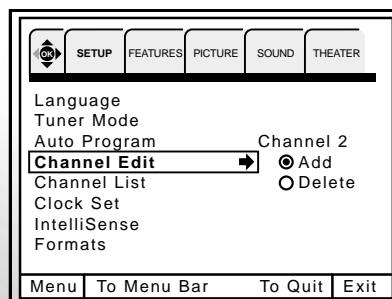 OK SETUP FEATURES PICTURE SOUND THEATER
Language
Tuner Mode
Auto Program Channel 2
Channel Edit Add
Channel List Delete
Clock Set
IntelliSense
Formats
Menu To Menu Bar To Quit Exit